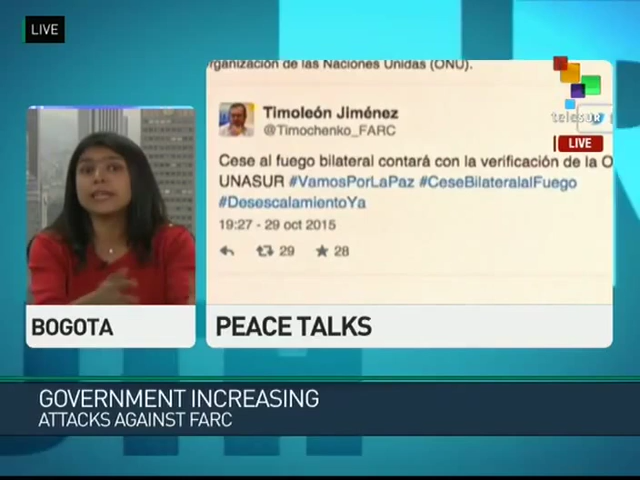 LIVE
organización de las Naciones Unidas (ONU).
Timoleón Jiménez
@Timochenko_FARC
telesur
LIVE
Cese al fuego bilateral contará con la verificación de la O
UNASUR #VamosPorLaPaz #CeseBilateralalFuego
#DesescalamientoYa
19:27 - 29 oct 2015
29 28
BOGOTA
PEACE TALKS
GOVERNMENT INCREASING
ATTACKS AGAINST FARC